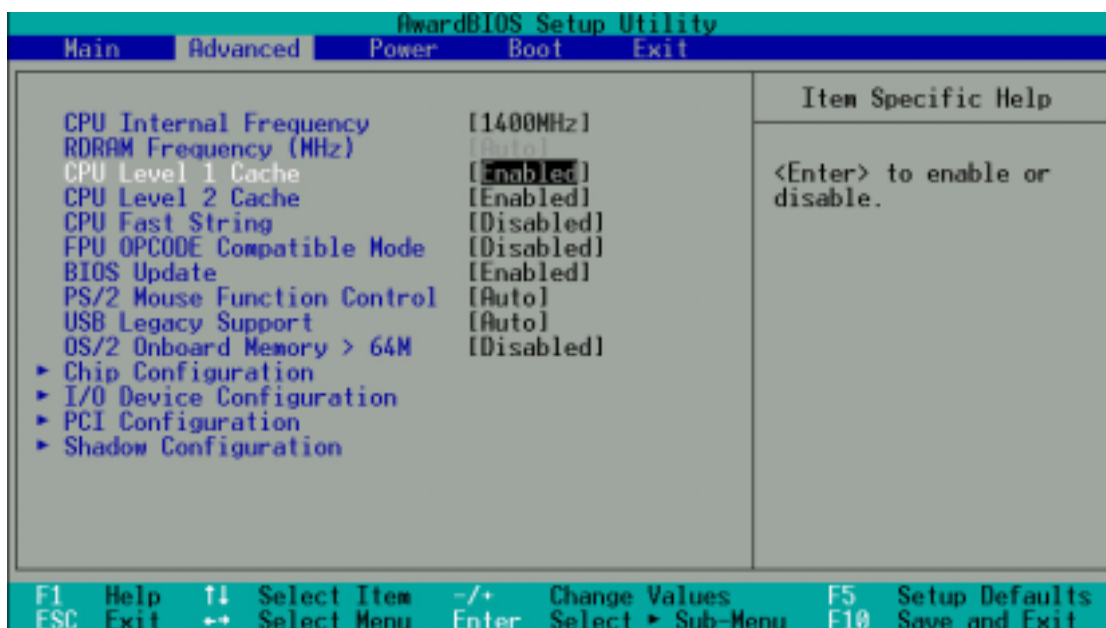 AwardBIOS Setup Utility
Main Advanced Power Boot Exit
Item Specific Help
CPU Internal Frequency [1400MHz]
RDRAM Frequency (MHz) [Auto]
CPU Level 1 Cache [Enabled]
CPU Level 2 Cache [Enabled]
CPU Fast String [Disabled]
FPU OPCODE Compatible Mode [Disabled]
BIOS Update [Enabled]
PS/2 Mouse Function Control [Auto]
USB Legacy Support [Auto]
OS/2 Onboard Memory > 64M [Disabled]
► Chip Configuration
► I/O Device Configuration
► PCI Configuration
► Shadow Configuration
<Enter> to enable or
disable.
F1 Help ↑↓ Select Item -/+ Change Values F5 Setup Defaults
ESC Exit ←→ Select Menu Enter Select ► Sub-Menu F10 Save and Exit